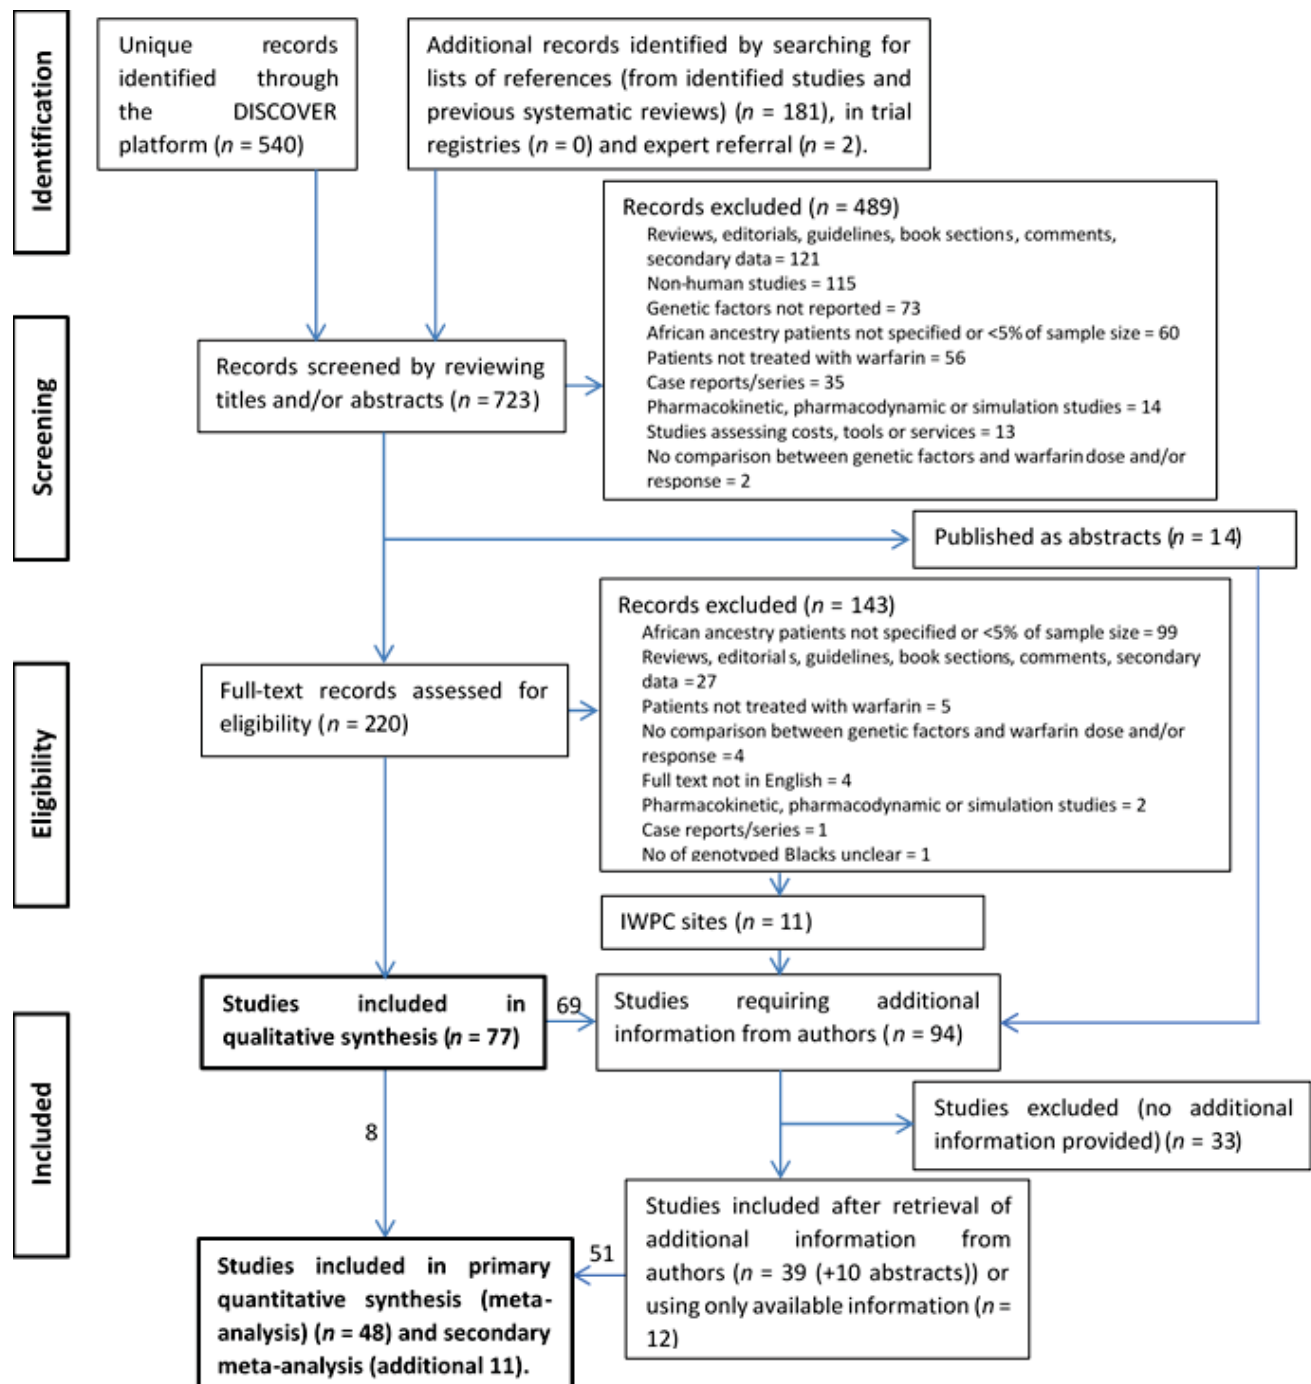 Identification
Unique records
identified through
the DISCOVER
platform (n = 540)
Additional records identified by searching for
lists of references (from identified studies and
previous systematic reviews) (n = 181), in trial
registries (n = 0) and expert referral (n = 2).
Records excluded (n = 489)
Reviews, editorials, guidelines, book sections, comments,
secondary data = 121
Non-human studies = 115
Genetic factors not reported = 73
African ancestry patients not specified or <5% of sample size = 60
Patients not treated with warfarin = 56
Case reports/series = 35
Pharmacokinetic, pharmacodynamic or simulation studies = 14
Studies assessing costs, tools or services = 13
No comparison between genetic factors and warfarin dose and/or
response = 2
Screening
Records screened by reviewing
titles and/or abstracts (n = 723)
Published as abstracts (n = 14)
Eligibility
Full-text records assessed for
eligibility (n = 220)
Records excluded (n = 143)
African ancestry patients not specified or <5% of sample size = 99
Reviews, editorials, guidelines, book sections, comments, secondary
data = 27
Patients not treated with warfarin = 5
No comparison between genetic factors and warfarin dose and/or
response = 4
Full text not in English = 4
Pharmacokinetic, pharmacodynamic or simulation studies = 2
Case reports/series = 1
No of genotyped Blacks unclear = 1
IWPC sites (n = 11)
Included
Studies included in
qualitative synthesis (n = 77)
69
Studies requiring additional
information from authors (n = 94)
8
Studies excluded (no additional
information provided) (n = 33)
Studies included after retrieval of
additional information from
authors (n = 39 (+10 abstracts)) or
using only available information (n =
12)
51
Studies included in primary
quantitative synthesis (meta-
analysis) (n = 48) and secondary
meta-analysis (additional 11).